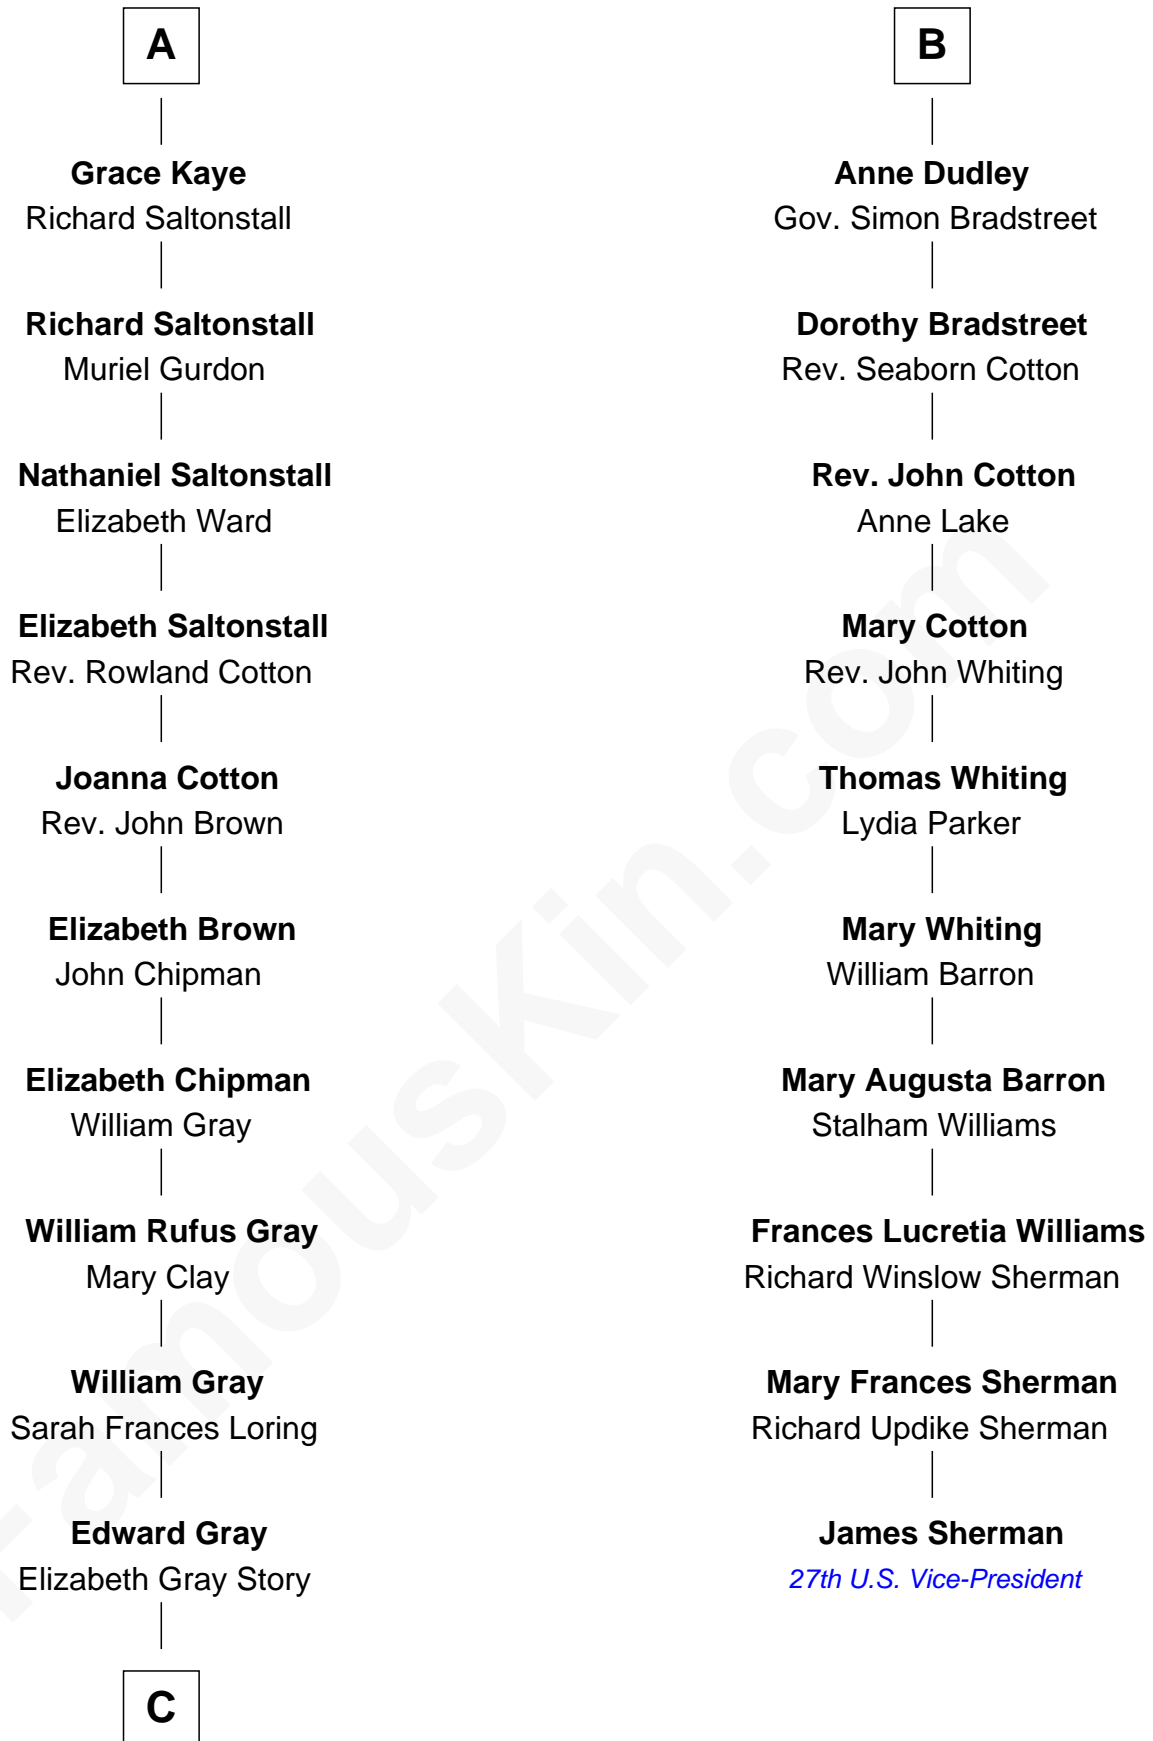 A
Grace Kaye
Richard Saltonstall
Richard Saltonstall
Muriel Gurdon
Nathaniel Saltonstall
Elizabeth Ward
Elizabeth Saltonstall
Rev. Rowland Cotton
Joanna Cotton
Rev. John Brown
Elizabeth Brown
John Chipman
Elizabeth Chipman
William Gray
William Rufus Gray
Mary Clay
William Gray
Sarah Frances Loring
Edward Gray
Elizabeth Gray Story
C
B
Anne Dudley
Gov. Simon Bradstreet
Dorothy Bradstreet
Rev. Seaborn Cotton
Rev. John Cotton
Anne Lake
Mary Cotton
Rev. John Whiting
Thomas Whiting
Lydia Parker
Mary Whiting
William Barron
Mary Augusta Barron
Stalham Williams
Frances Lucretia Williams
Richard Winslow Sherman
Mary Frances Sherman
Richard Updike Sherman
James Sherman
27th U.S. Vice-President
FamousKin.com